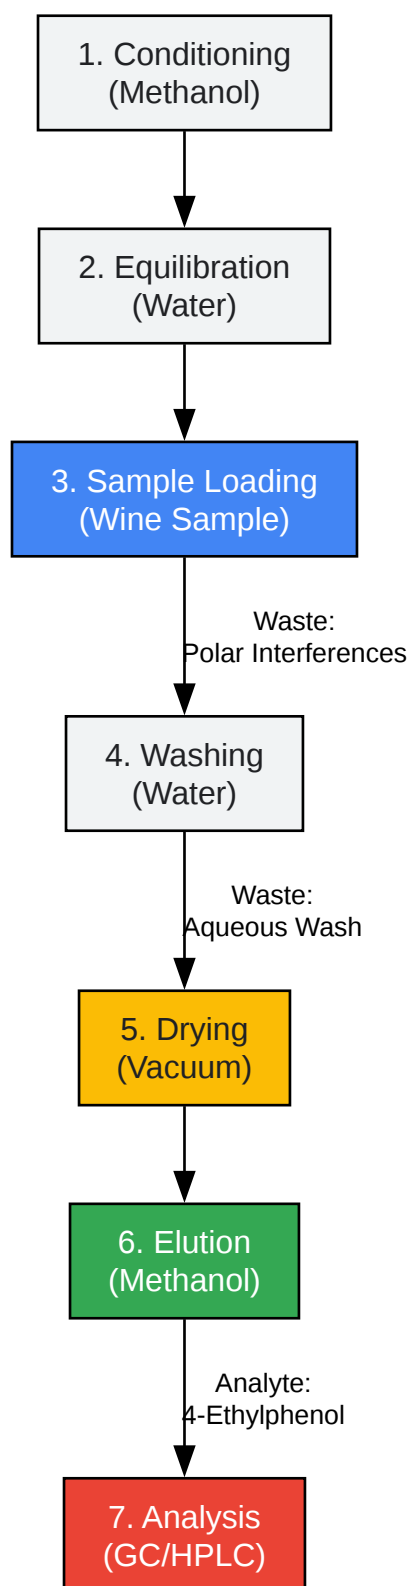 1. Conditioning
(Methanol)
2. Equilibration
(Water)
3. Sample Loading
(Wine Sample)
Waste:
Polar Interferences
4. Washing
(Water)
Waste:
Aqueous Wash
5. Drying
(Vacuum)
6. Elution
(Methanol)
Analyte:
4-Ethylphenol
7. Analysis
(GC/HPLC)